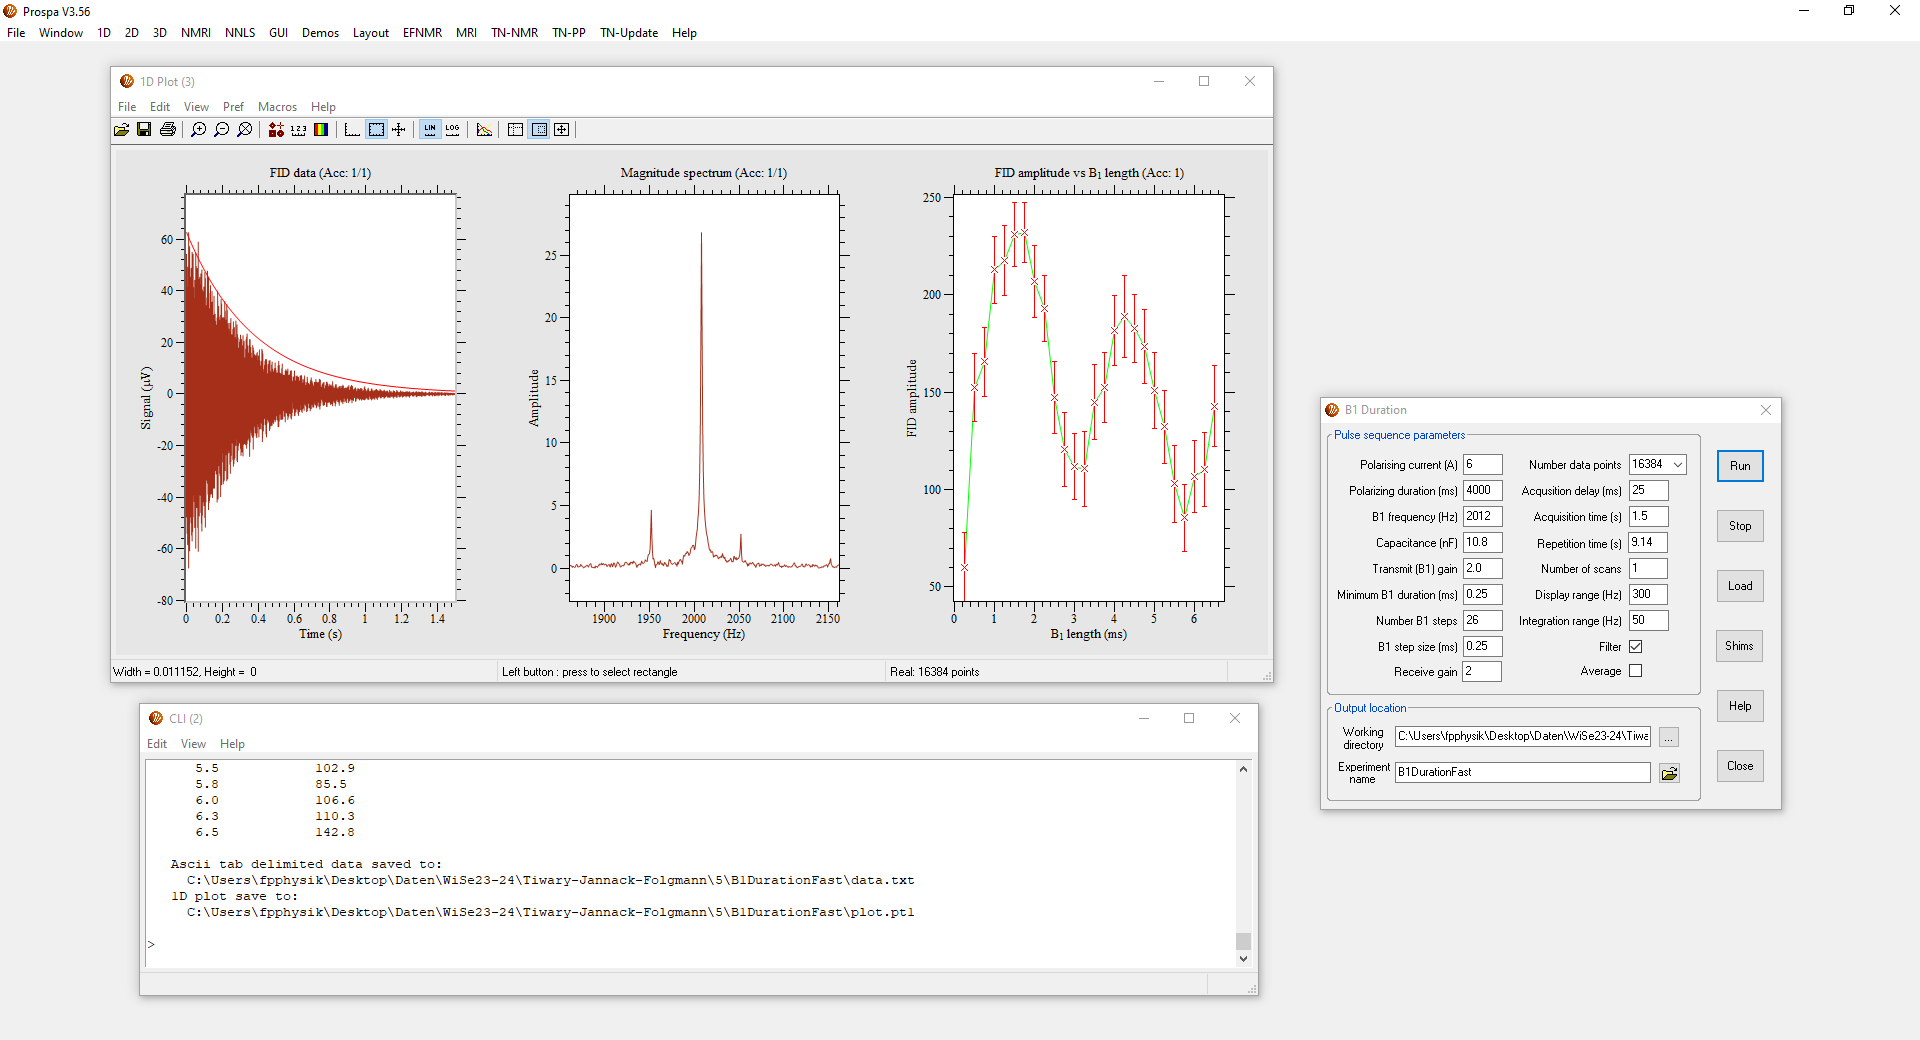 Prospa V3.56
File Window 1D 2D 3D NMRI NNLS GUI Demos Layout EFNMR MRI TN-NMR TN-PP TN-Update Help
1D Plot (3)
File Edit View Pref Macros Help
1 2 3 LIN LOG
FID data (Acc: 1/1)
60
40
20
0
-20
-40
-60
-80
Signal (µV)
0 0.2 0.4 0.6 0.8 1 1.2 1.4
Time (s)
Magnitude spectrum (Acc: 1/1)
25
20
15
10
5
0
Amplitude
1900 1950 2000 2050 2100 2150
Frequency (Hz)
FID amplitude vs B1 length (Acc: 1)
250
200
150
100
50
FID amplitude
0 1 2 3 4 5 6
B1 length (ms)
Width = 0.011152, Height = 0
Left button : press to select rectangle
Real: 16384 points
CLI (2)
Edit View Help
5.5 102.9
5.8 85.5
6.0 106.6
6.3 110.3
6.5 142.8
Ascii tab delimited data saved to:
C:\Users\fpphysik\Desktop\Daten\WiSe23-24\Tiwary-Jannack-Folgmann\5\B1DurationFast\data.txt
1D plot save to:
C:\Users\fpphysik\Desktop\Daten\WiSe23-24\Tiwary-Jannack-Folgmann\5\B1DurationFast\plot.pt1
>
B1 Duration
Pulse sequence parameters
Polarising current (A) 6 Number data points 16384
Polarizing duration (ms) 4000 Acqusition delay (ms) 25
B1 frequency (Hz) 2012 Acquisition time (s) 1.5
Capacitance (nF) 10.8 Repetition time (s) 9.14
Transmit (B1) gain 2.0 Number of scans 1
Minimum B1 duration (ms) 0.25 Display range (Hz) 300
Number B1 steps 26 Integration range (Hz) 50
B1 step size (ms) 0.25 Filter
Receive gain 2 Average
Run
Stop
Load
Shims
Help
Close
Output location
Working directory C:\Users\fpphysik\Desktop\Daten\WiSe23-24\Tiwa ...
Experiment name B1DurationFast